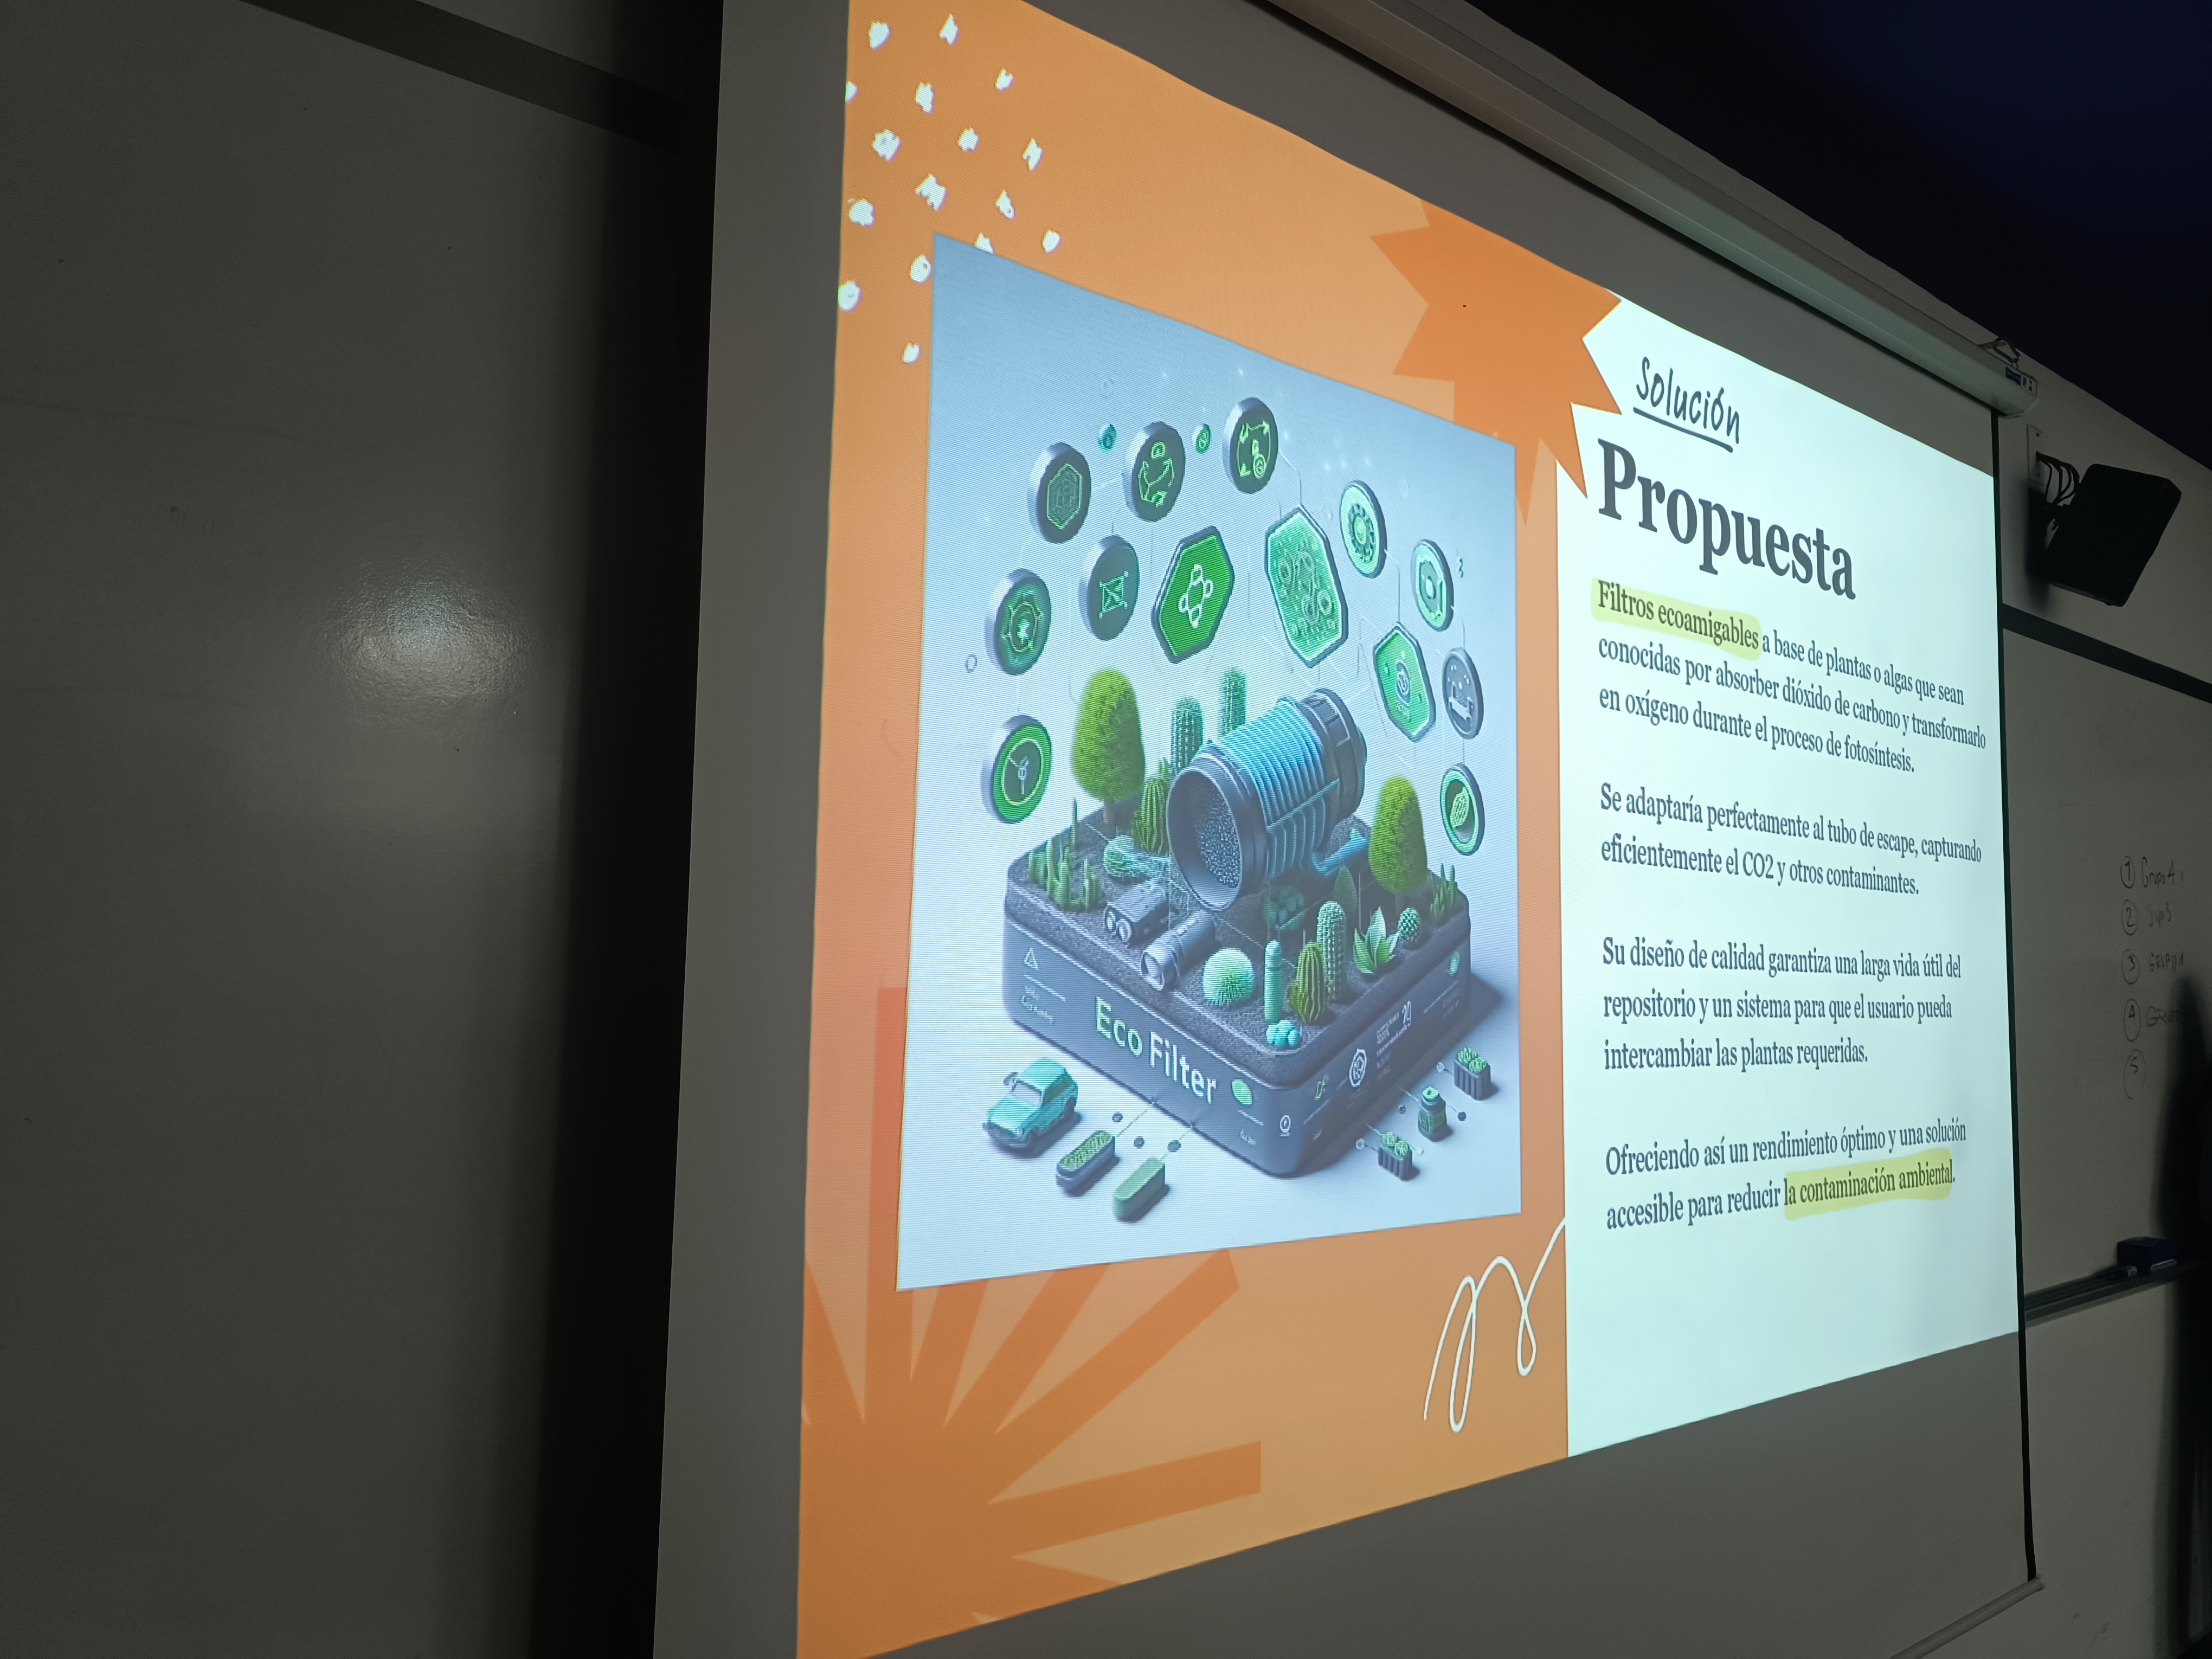 Solución
Propuesta
Filtros ecoamigables a base de plantas o algas que sean
conocidas por absorber dióxido de carbono y transformarlo
en oxígeno durante el proceso de fotosíntesis.
Se adaptaría perfectamente al tubo de escape, capturando
eficientemente el CO2 y otros contaminantes.
Su diseño de calidad garantiza una larga vida útil del
repositorio y un sistema para que el usuario pueda
intercambiar las plantas requeridas.
Ofreciendo así un rendimiento óptimo y una solución
accesible para reducir la contaminación ambiental.
Eco Filter
1 Grupo 4
2
3 GRUPO 1
4
5